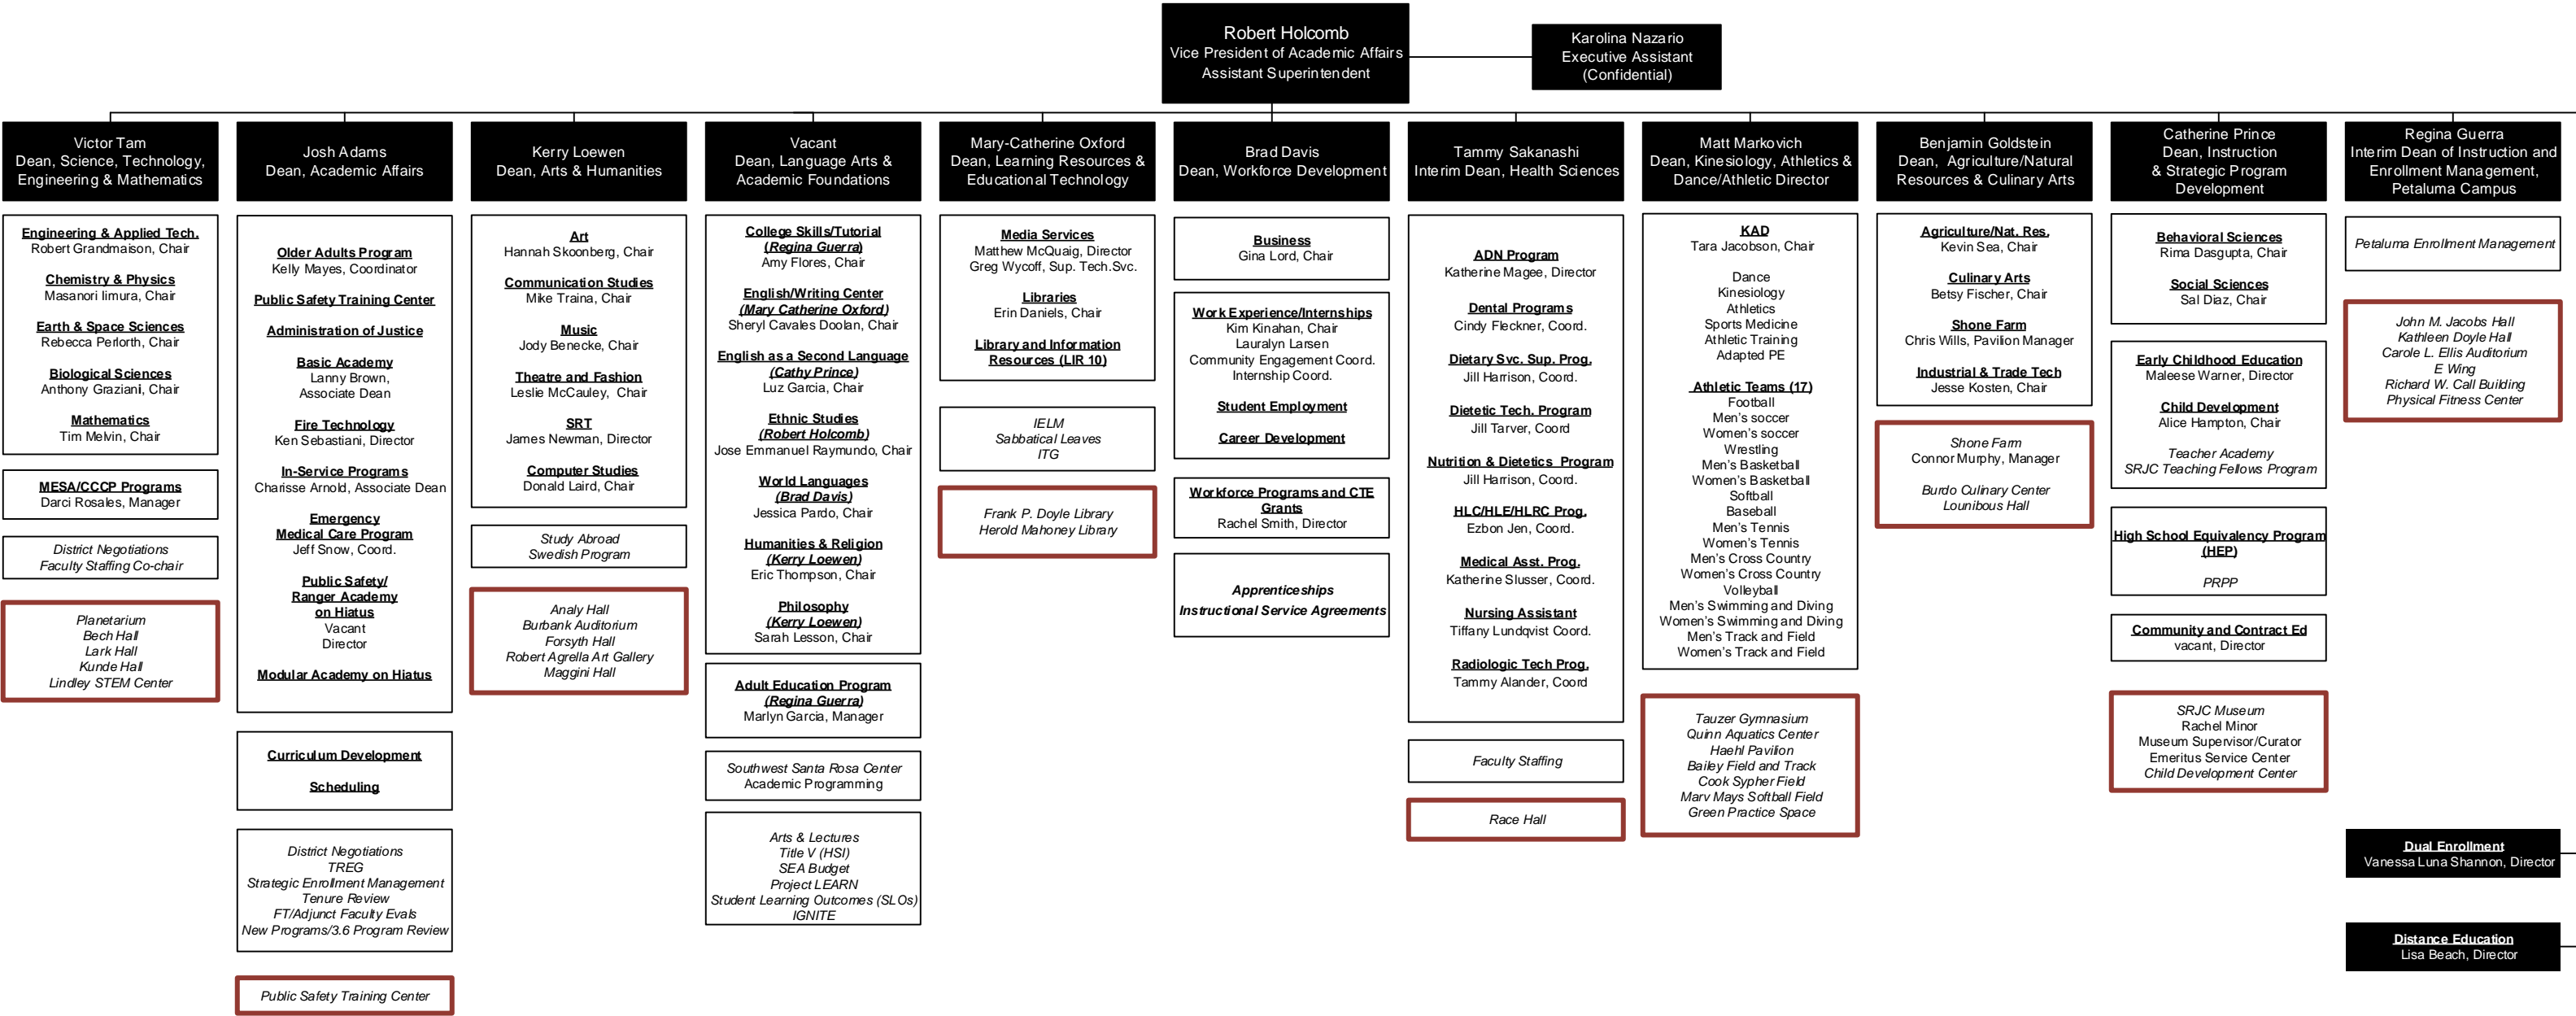 Robert Holcomb
Vice President of Academic Affairs
Assistant Superintendent
Karolina Nazario
Executive Assistant
(Confidential)
Victor Tam
Dean, Science, Technology,
Engineering & Mathematics
Engineering & Applied Tech.
Robert Grandmaison, Chair
Chemistry & Physics
Masanori Iimura, Chair
Earth & Space Sciences
Rebecca Perlorth, Chair
Biological Sciences
Anthony Graziani, Chair
Mathematics
Tim Melvin, Chair
MESA/CCCP Programs
Darci Rosales, Manager
District Negotiations
Faculty Staffing Co-chair
Planetarium
Bech Hall
Lark Hall
Kunde Hall
Lindley STEM Center
Josh Adams
Dean, Academic Affairs
Older Adults Program
Kelly Mayes, Coordinator
Public Safety Training Center
Administration of Justice
Basic Academy
Lanny Brown,
Associate Dean
Fire Technology
Ken Sebastiani, Director
In-Service Programs
Charisse Arnold, Associate Dean
Emergency
Medical Care Program
Jeff Snow, Coord.
Public Safety/
Ranger Academy
on Hiatus
Vacant
Director
Modular Academy on Hiatus
Curriculum Development
Scheduling
District Negotiations
TREG
Strategic Enrollment Management
Tenure Review
FT/Adjunct Faculty Evals
New Programs/3.6 Program Review
Public Safety Training Center
Kerry Loewen
Dean, Arts & Humanities
Art
Hannah Skoonberg, Chair
Communication Studies
Mike Traina, Chair
Music
Jody Benecke, Chair
Theatre and Fashion
Leslie McCauley, Chair
SRT
James Newman, Director
Computer Studies
Donald Laird, Chair
Study Abroad
Swedish Program
Analy Hall
Burbank Auditorium
Forsyth Hall
Robert Agrella Art Gallery
Maggini Hall
Vacant
Dean, Language Arts &
Academic Foundations
College Skills/Tutorial
(Regina Guerra)
Amy Flores, Chair
English/Writing Center
(Mary Catherine Oxford)
Sheryl Cavales Doolan, Chair
English as a Second Language
(Cathy Prince)
Luz Garcia, Chair
Ethnic Studies
(Robert Holcomb)
Jose Emmanuel Raymundo, Chair
World Languages
(Brad Davis)
Jessica Pardo, Chair
Humanities & Religion
(Kerry Loewen)
Eric Thompson, Chair
Philosophy
(Kerry Loewen)
Sarah Lesson, Chair
Adult Education Program
(Regina Guerra)
Marlyn Garcia, Manager
Southwest Santa Rosa Center
Academic Programming
Arts & Lectures
Title V (HSI)
SEA Budget
Project LEARN
Student Learning Outcomes (SLOs)
IGNITE
Mary-Catherine Oxford
Dean, Learning Resources &
Educational Technology
Media Services
Matthew McQuaig, Director
Greg Wycoff, Sup. Tech.Svc.
Libraries
Erin Daniels, Chair
Library and Information
Resources (LIR 10)
IELM
Sabbatical Leaves
ITG
Frank P. Doyle Library
Herold Mahoney Library
Brad Davis
Dean, Workforce Development
Business
Gina Lord, Chair
Work Experience/Internships
Kim Kinahan, Chair
Lauralyn Larsen
Community Engagement Coord.
Internship Coord.
Student Employment
Career Development
Workforce Programs and CTE
Grants
Rachel Smith, Director
Apprenticeships
Instructional Service Agreements
Tammy Sakanashi
Interim Dean, Health Sciences
ADN Program
Katherine Magee, Director
Dental Programs
Cindy Fleckner, Coord.
Dietary Svc. Sup. Prog.
Jill Harrison, Coord.
Dietetic Tech. Program
Jill Tarver, Coord
Nutrition & Dietetics Program
Jill Harrison, Coord.
HLC/HLE/HLRC Prog.
Ezbon Jen, Coord.
Medical Asst. Prog.
Katherine Slusser, Coord.
Nursing Assistant
Tiffany Lundqvist Coord.
Radiologic Tech Prog.
Tammy Alander, Coord
Faculty Staffing
Race Hall
Matt Markovich
Dean, Kinesiology, Athletics &
Dance/Athletic Director
KAD
Tara Jacobson, Chair
Dance
Kinesiology
Athletics
Sports Medicine
Athletic Training
Adapted PE
Athletic Teams (17)
Football
Men's soccer
Women's soccer
Wrestling
Men's Basketball
Women's Basketball
Softball
Baseball
Men's Tennis
Women's Tennis
Men's Cross Country
Women's Cross Country
Volleyball
Men's Swimming and Diving
Women's Swimming and Diving
Men's Track and Field
Women's Track and Field
Tauzer Gymnasium
Quinn Aquatics Center
Haehl Pavilion
Bailey Field and Track
Cook Sypher Field
Marv Mays Softball Field
Green Practice Space
Benjamin Goldstein
Dean, Agriculture/Natural
Resources & Culinary Arts
Agriculture/Nat. Res.
Kevin Sea, Chair
Culinary Arts
Betsy Fischer, Chair
Shone Farm
Chris Wills, Pavilion Manager
Industrial & Trade Tech
Jesse Kosten, Chair
Shone Farm
Connor Murphy, Manager
Burdo Culinary Center
Lounibous Hall
Catherine Prince
Dean, Instruction
& Strategic Program
Development
Behavioral Sciences
Rima Dasgupta, Chair
Social Sciences
Sal Diaz, Chair
Early Childhood Education
Maleese Warner, Director
Child Development
Alice Hampton, Chair
Teacher Academy
SRJC Teaching Fellows Program
High School Equivalency Program
(HEP)
PRPP
Community and Contract Ed
vacant, Director
SRJC Museum
Rachel Minor
Museum Supervisor/Curator
Emeritus Service Center
Child Development Center
Regina Guerra
Interim Dean of Instruction and
Enrollment Management,
Petaluma Campus
Petaluma Enrollment Management
John M. Jacobs Hall
Kathleen Doyle Hall
Carole L. Ellis Auditorium
E Wing
Richard W. Call Building
Physical Fitness Center
Dual Enrollment
Vanessa Luna Shannon, Director
Distance Education
Lisa Beach, Director